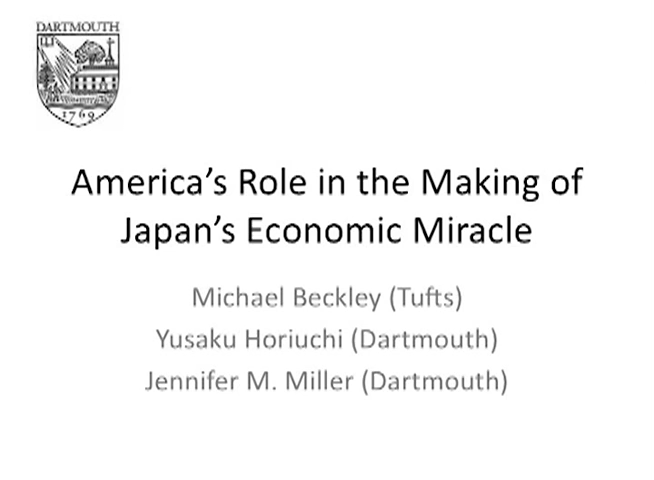 DARTMOUTH
1769
America's Role in the Making of
Japan's Economic Miracle
Michael Beckley (Tufts)
Yusaku Horiuchi (Dartmouth)
Jennifer M. Miller (Dartmouth)